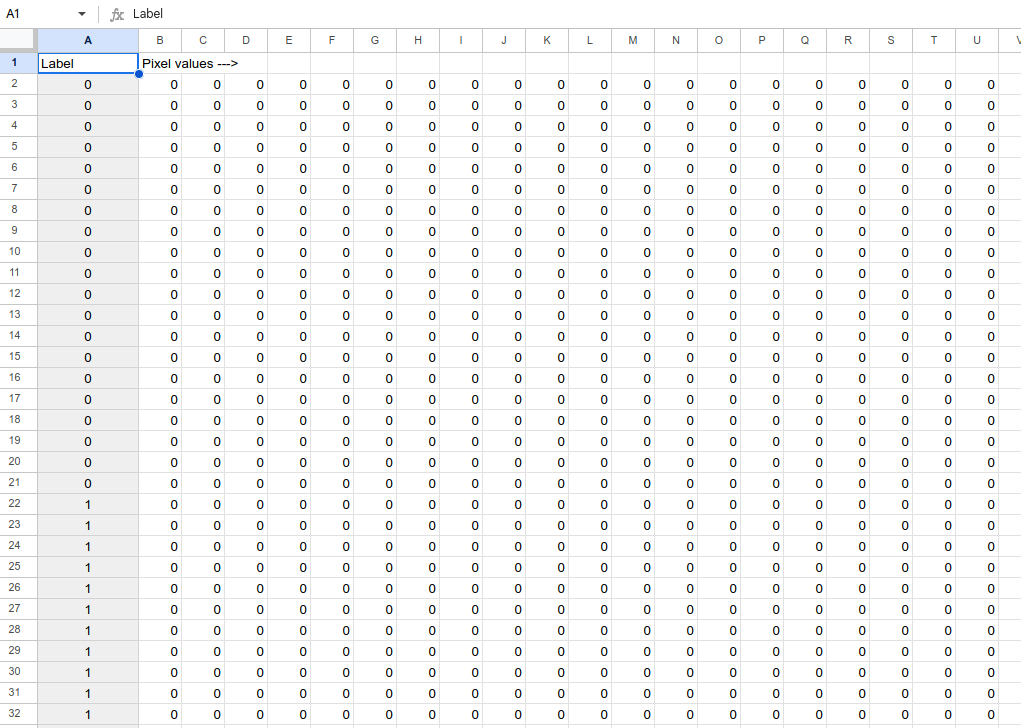 A1 fx Label
A B C D E F G H I J K L M N O P Q R S T U
1 Label Pixel values --->
2 0 0 0 0 0 0 0 0 0 0 0 0 0 0 0 0 0 0 0 0 0
3 0 0 0 0 0 0 0 0 0 0 0 0 0 0 0 0 0 0 0 0 0
4 0 0 0 0 0 0 0 0 0 0 0 0 0 0 0 0 0 0 0 0 0
5 0 0 0 0 0 0 0 0 0 0 0 0 0 0 0 0 0 0 0 0 0
6 0 0 0 0 0 0 0 0 0 0 0 0 0 0 0 0 0 0 0 0 0
7 0 0 0 0 0 0 0 0 0 0 0 0 0 0 0 0 0 0 0 0 0
8 0 0 0 0 0 0 0 0 0 0 0 0 0 0 0 0 0 0 0 0 0
9 0 0 0 0 0 0 0 0 0 0 0 0 0 0 0 0 0 0 0 0 0
10 0 0 0 0 0 0 0 0 0 0 0 0 0 0 0 0 0 0 0 0 0
11 0 0 0 0 0 0 0 0 0 0 0 0 0 0 0 0 0 0 0 0 0
12 0 0 0 0 0 0 0 0 0 0 0 0 0 0 0 0 0 0 0 0 0
13 0 0 0 0 0 0 0 0 0 0 0 0 0 0 0 0 0 0 0 0 0
14 0 0 0 0 0 0 0 0 0 0 0 0 0 0 0 0 0 0 0 0 0
15 0 0 0 0 0 0 0 0 0 0 0 0 0 0 0 0 0 0 0 0 0
16 0 0 0 0 0 0 0 0 0 0 0 0 0 0 0 0 0 0 0 0 0
17 0 0 0 0 0 0 0 0 0 0 0 0 0 0 0 0 0 0 0 0 0
18 0 0 0 0 0 0 0 0 0 0 0 0 0 0 0 0 0 0 0 0 0
19 0 0 0 0 0 0 0 0 0 0 0 0 0 0 0 0 0 0 0 0 0
20 0 0 0 0 0 0 0 0 0 0 0 0 0 0 0 0 0 0 0 0 0
21 0 0 0 0 0 0 0 0 0 0 0 0 0 0 0 0 0 0 0 0 0
22 1 0 0 0 0 0 0 0 0 0 0 0 0 0 0 0 0 0 0 0 0
23 1 0 0 0 0 0 0 0 0 0 0 0 0 0 0 0 0 0 0 0 0
24 1 0 0 0 0 0 0 0 0 0 0 0 0 0 0 0 0 0 0 0 0
25 1 0 0 0 0 0 0 0 0 0 0 0 0 0 0 0 0 0 0 0 0
26 1 0 0 0 0 0 0 0 0 0 0 0 0 0 0 0 0 0 0 0 0
27 1 0 0 0 0 0 0 0 0 0 0 0 0 0 0 0 0 0 0 0 0
28 1 0 0 0 0 0 0 0 0 0 0 0 0 0 0 0 0 0 0 0 0
29 1 0 0 0 0 0 0 0 0 0 0 0 0 0 0 0 0 0 0 0 0
30 1 0 0 0 0 0 0 0 0 0 0 0 0 0 0 0 0 0 0 0 0
31 1 0 0 0 0 0 0 0 0 0 0 0 0 0 0 0 0 0 0 0 0
32 1 0 0 0 0 0 0 0 0 0 0 0 0 0 0 0 0 0 0 0 0